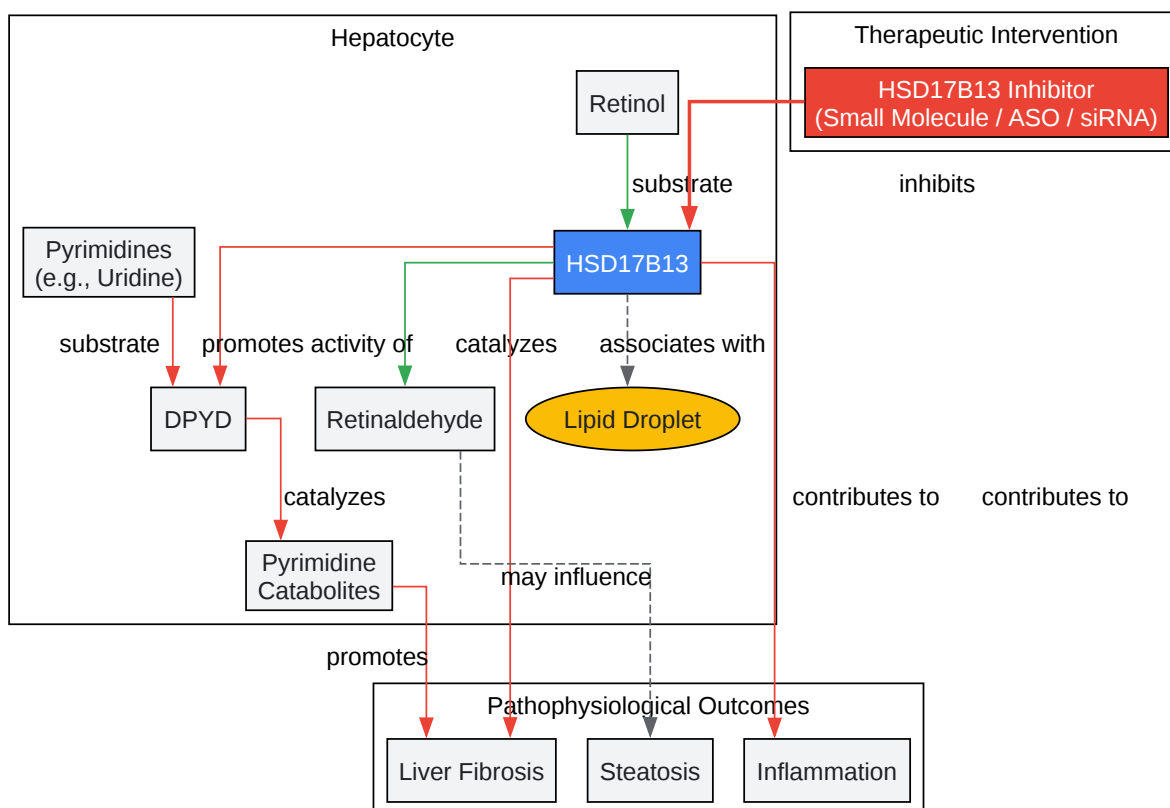 Hepatocyte
Therapeutic Intervention
Retinol
HSD17B13 Inhibitor
(Small Molecule / ASO / siRNA)
substrate
inhibits
Pyrimidines
(e.g., Uridine)
HSD17B13
substrate
promotes activity of
catalyzes
associates with
DPYD
Retinaldehyde
Lipid Droplet
catalyzes
contributes to
contributes to
Pyrimidine
Catabolites
may influence
promotes
Pathophysiological Outcomes
Liver Fibrosis
Steatosis
Inflammation